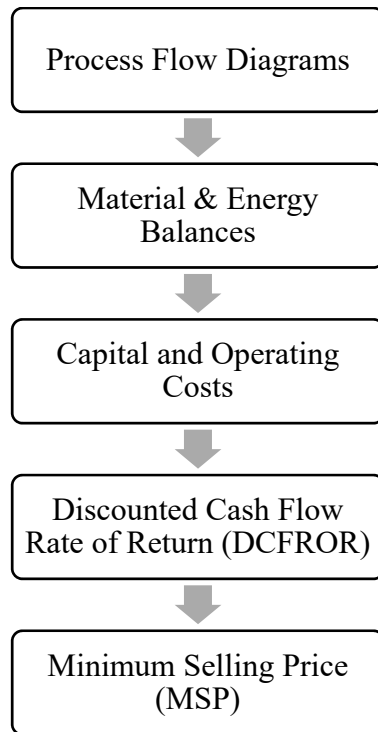 Process Flow Diagrams
Material & Energy
Balances
Capital and Operating
Costs
Discounted Cash Flow
Rate of Return (DCFROR)
Minimum Selling Price
(MSP)